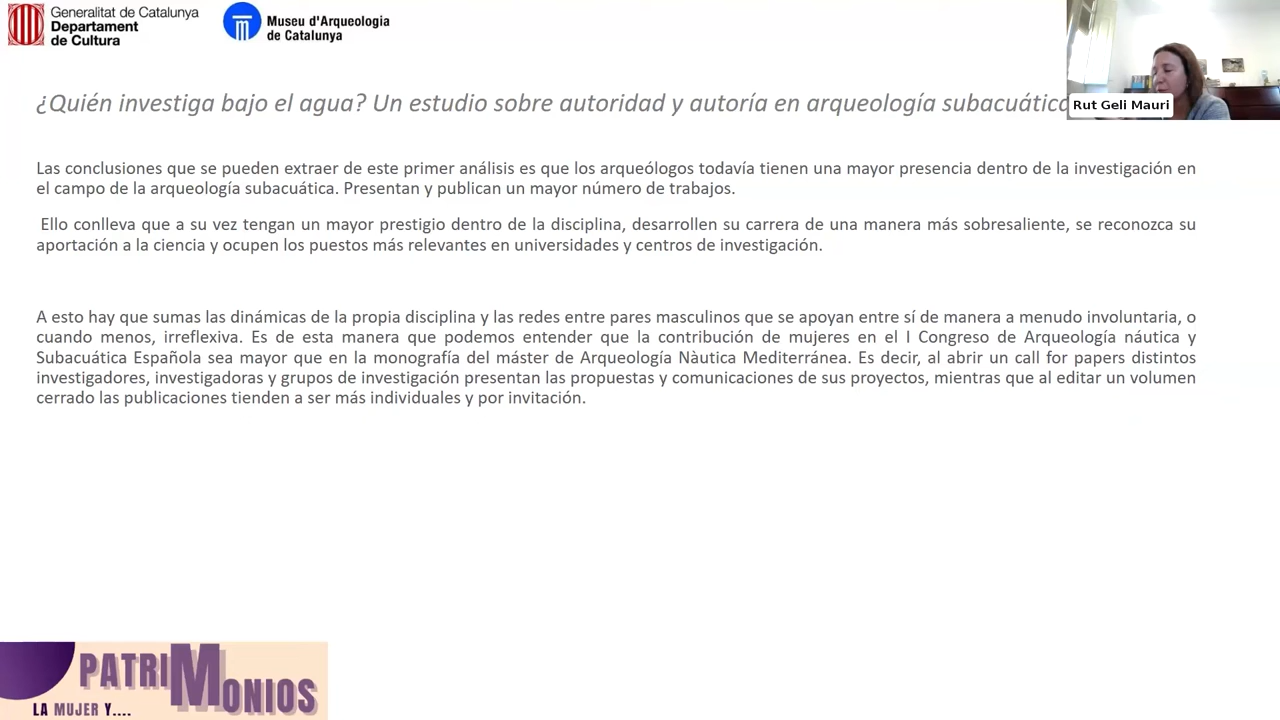 Generalitat de Catalunya
Departament
de Cultura
Museu d'Arqueologia
de Catalunya
¿Quién investiga bajo el agua? Un estudio sobre autoridad y autoría en arqueología subacuática
Rut Geli Mauri
Las conclusiones que se pueden extraer de este primer análisis es que los arqueólogos todavía tienen una mayor presencia dentro de la investigación en
el campo de la arqueología subacuática. Presentan y publican un mayor número de trabajos.
Ello conlleva que a su vez tengan un mayor prestigio dentro de la disciplina, desarrollen su carrera de una manera más sobresaliente, se reconozca su
aportación a la ciencia y ocupen los puestos más relevantes en universidades y centros de investigación.
A esto hay que sumas las dinámicas de la propia disciplina y las redes entre pares masculinos que se apoyan entre sí de manera a menudo involuntaria, o
cuando menos, irreflexiva. Es de esta manera que podemos entender que la contribución de mujeres en el I Congreso de Arqueología náutica y
Subacuática Española sea mayor que en la monografía del máster de Arqueología Nàutica Mediterránea. Es decir, al abrir un call for papers distintos
investigadores, investigadoras y grupos de investigación presentan las propuestas y comunicaciones de sus proyectos, mientras que al editar un volumen
cerrado las publicaciones tienden a ser más individuales y por invitación.
PATRIMONIOS
LA MUJER Y....